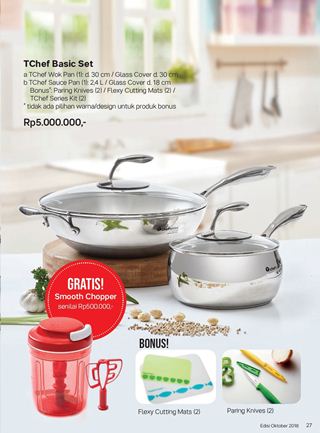 TChef Basic Set
a TChef Wok Pan (1): d. 30 cm / Glass Cover d. 30 cm
b TChef Sauce Pan (1): 2.4 L / Glass Cover d. 18 cm
Bonus*: Paring Knives (2) / Flexy Cutting Mats (2) /
TChef Series Kit (2)
* tidak ada pilihan warna/design untuk produk bonus
Rp5.000.000,-
GRATIS!
Smooth Chopper
senilai Rp500.000,-
BONUS!
Flexy Cutting Mats (2)
Paring Knives (2)
Edisi Oktober 2018 27